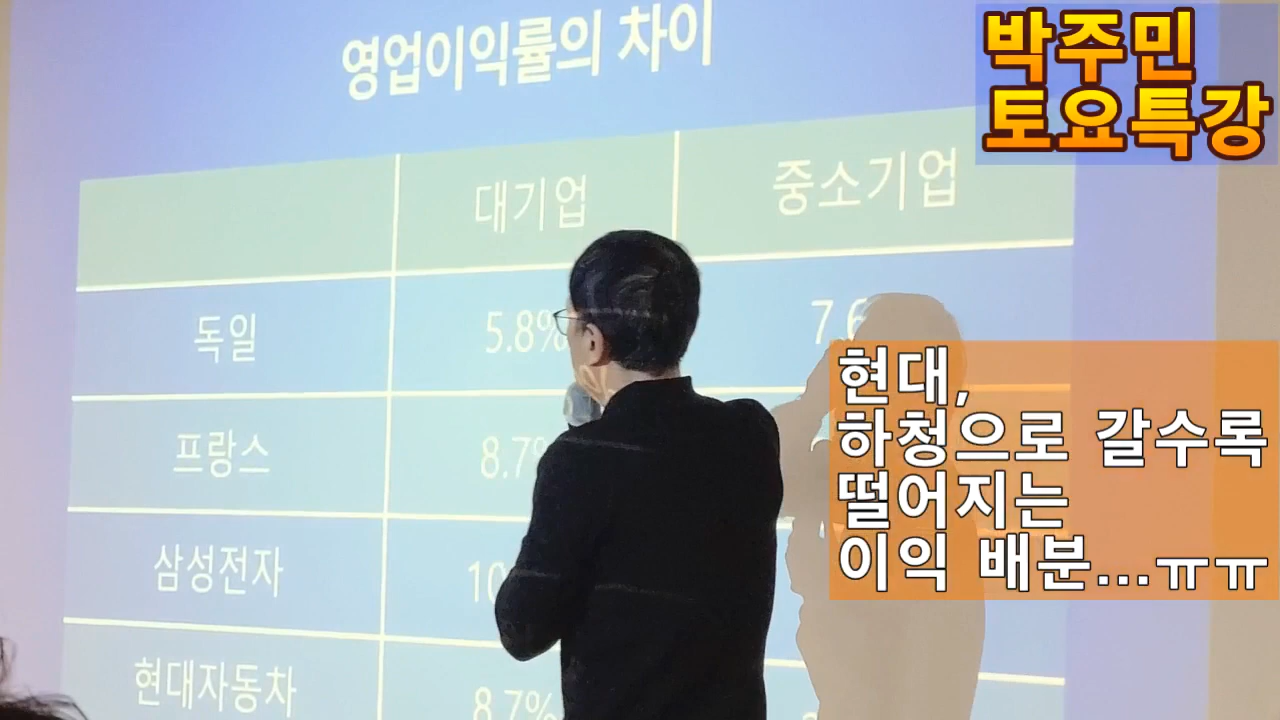 영업이익률의 차이
박주민
토요특강
대기업 중소기업
독일 5.8%
프랑스
삼성전자
현대자동차 8.7%
현대,
하청으로 갈수록
떨어지는
이익 배분...ㅠㅠ